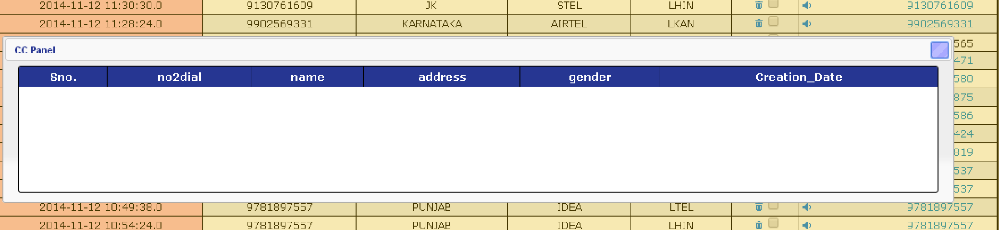 2014-11-12 11:30:30.0 9130761609 JK STEL LHIN 9130761609
2014-11-12 11:28:24.0 9902569331 KARNATAKA AIRTEL LKAN 9902569331
565
CC Panel
471
Sno. no2dial name address gender Creation_Date
580
875
586
424
819
537
537
2014-11-12 10:49:38.0 9781897557 PUNJAB IDEA LTEL 9781897557
2014-11-12 10:54:24.0 9781897557 PUNJAB IDEA LHIN 9781897557